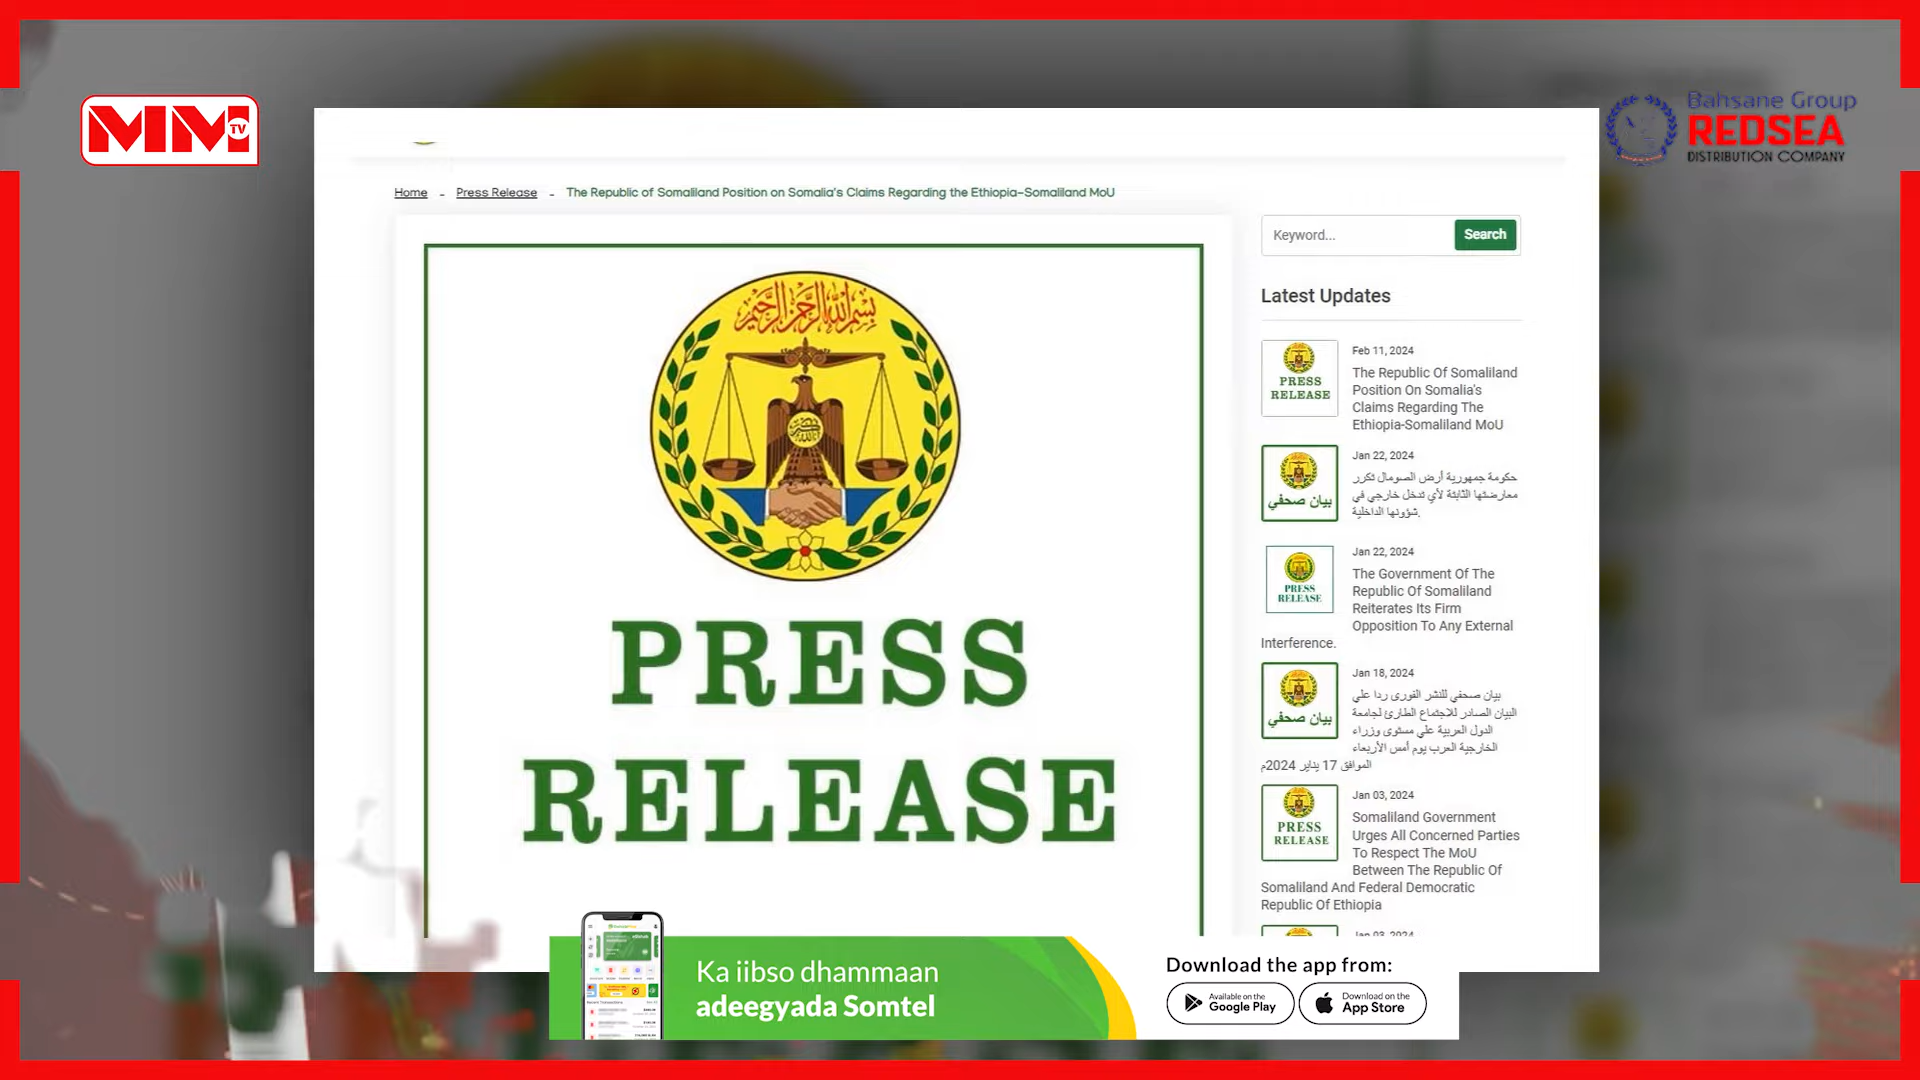 MM TV
Bahsane Group
REDSEA
DISTRIBUTION COMPANY
Home - Press Release - The Republic of Somaliland Position on Somalia's Claims Regarding the Ethiopia-Somaliland MoU
بسم الله الرحمن الرحيم
PRESS
RELEASE
Keyword...
Search
Latest Updates
PRESS
RELEASE
Feb 11, 2024
The Republic Of Somaliland
Position On Somalia's
Claims Regarding The
Ethiopia-Somaliland MoU
بيان صحفي
Jan 22, 2024
حكومة جمهورية أرض الصومال تكرر
معارضتها الثابتة لأي تدخل خارجي في
شؤونها الداخلية.
PRESS
RELEASE
Jan 22, 2024
The Government Of The
Republic Of Somaliland
Reiterates Its Firm
Opposition To Any External
Interference.
بيان صحفي
Jan 18, 2024
بيان صحفي للنشر الفورى ردا علي
البيان الصادر للاجتماع الطارئ لجامعة
الدول العربية علي مستوى وزراء
الخارجية العرب يوم أمس الأربعاء
الموافق 17 يناير 2024م
PRESS
RELEASE
Jan 03, 2024
Somaliland Government
Urges All Concerned Parties
To Respect The MoU
Between The Republic Of
Somaliland And Federal Democratic
Republic Of Ethiopia
Jan 03, 2024
Ka iibso dhammaan
adeegyada Somtel
Download the app from:
Available on the
Google Play
Download on the
App Store